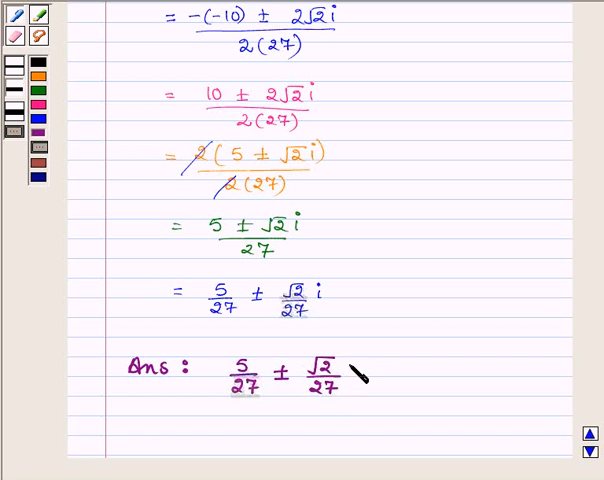 = -(-10) ± 2√2 i / 2(27)
= 10 ± 2√2 i / 2(27)
= 2(5 ± √2 i) / 2(27)
= 5 ± √2 i / 27
= 5/27 ± √2/27 i
Ans : 5/27 ± √2/27